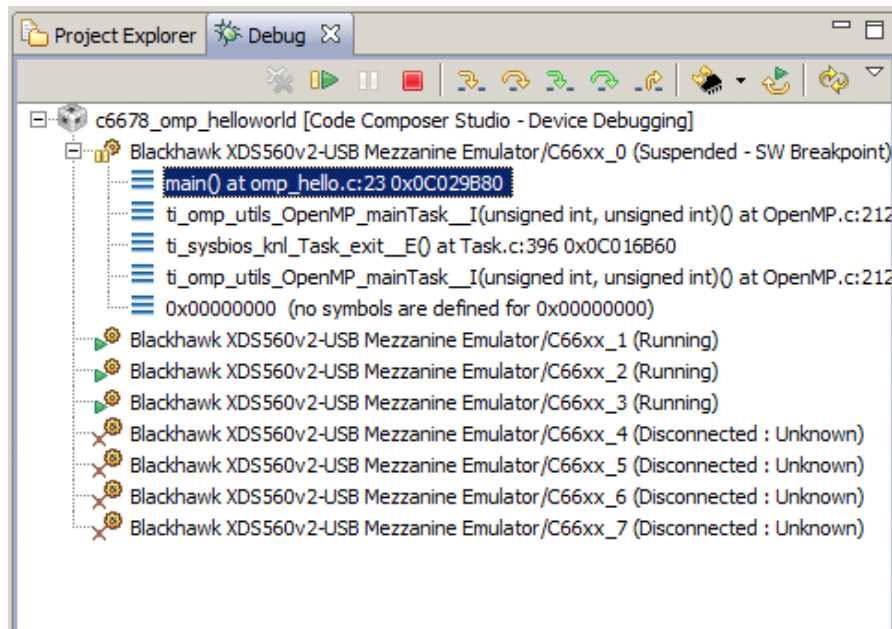 Project Explorer Debug
c6678_omp_helloworld [Code Composer Studio - Device Debugging]
Blackhawk XDS560v2-USB Mezzanine Emulator/C66xx_0 (Suspended - SW Breakpoint)
main() at omp_hello.c:23 0x0C029B80
ti_omp_utils_OpenMP_mainTask__I(unsigned int, unsigned int)() at OpenMP.c:212
ti_sysbios_knl_Task_exit__E() at Task.c:396 0x0C016B60
ti_omp_utils_OpenMP_mainTask__I(unsigned int, unsigned int)() at OpenMP.c:212
0x00000000 (no symbols are defined for 0x00000000)
Blackhawk XDS560v2-USB Mezzanine Emulator/C66xx_1 (Running)
Blackhawk XDS560v2-USB Mezzanine Emulator/C66xx_2 (Running)
Blackhawk XDS560v2-USB Mezzanine Emulator/C66xx_3 (Running)
Blackhawk XDS560v2-USB Mezzanine Emulator/C66xx_4 (Disconnected : Unknown)
Blackhawk XDS560v2-USB Mezzanine Emulator/C66xx_5 (Disconnected : Unknown)
Blackhawk XDS560v2-USB Mezzanine Emulator/C66xx_6 (Disconnected : Unknown)
Blackhawk XDS560v2-USB Mezzanine Emulator/C66xx_7 (Disconnected : Unknown)